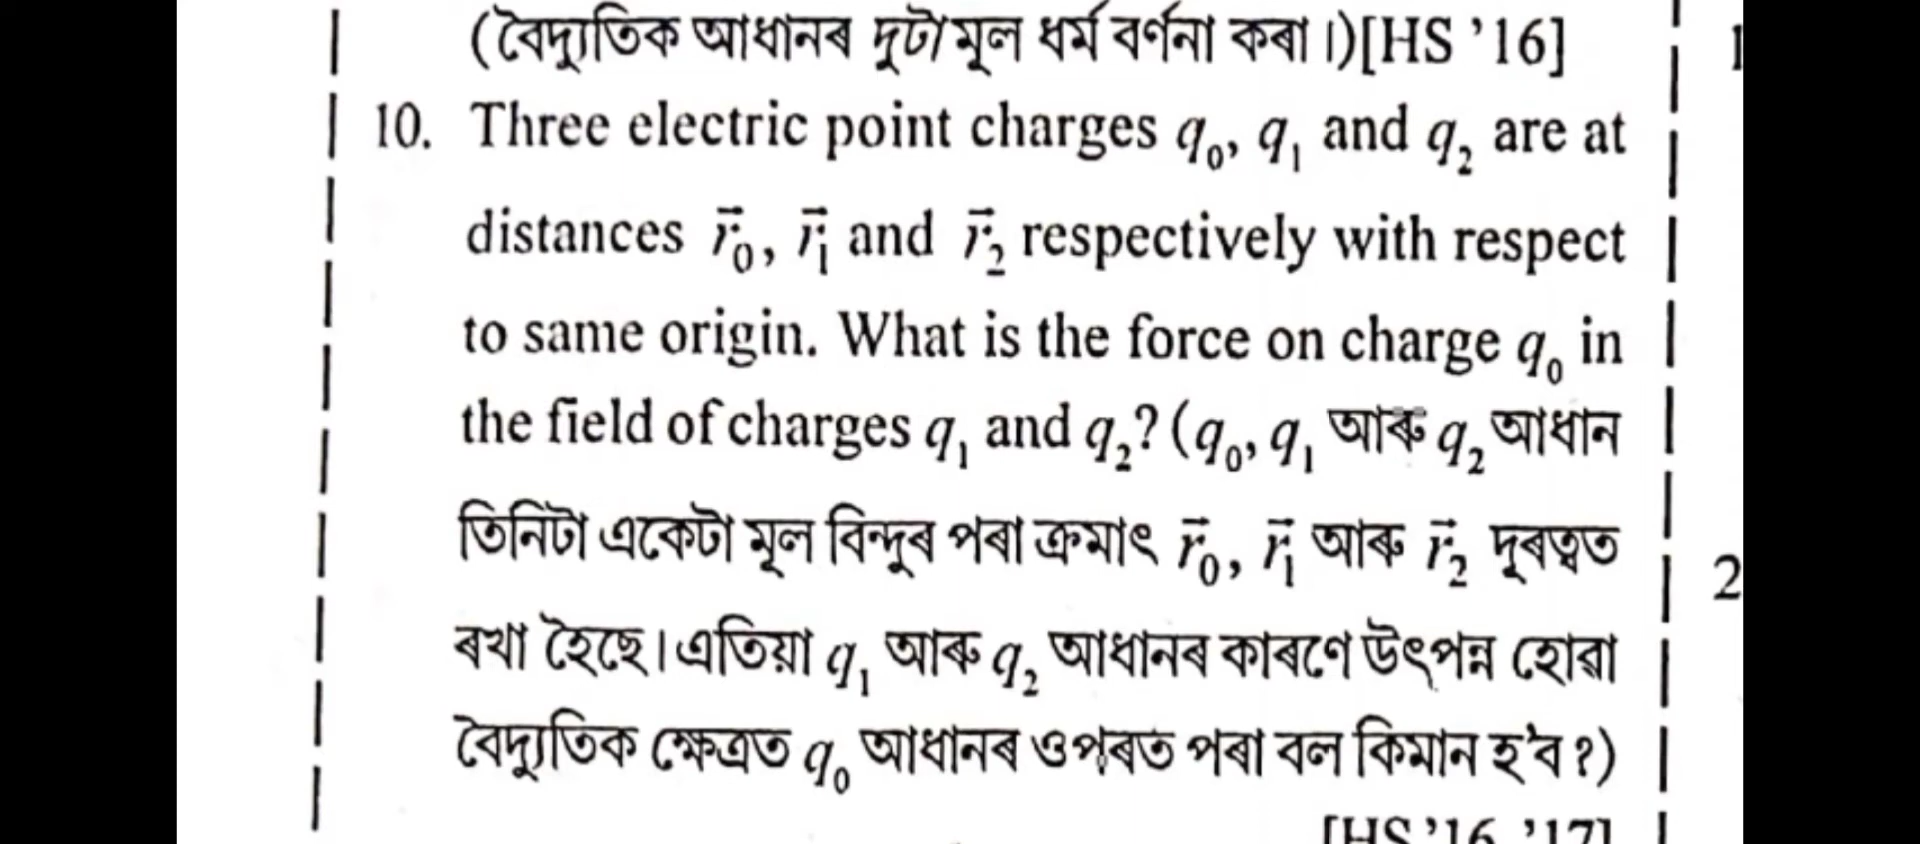 (বৈদ্যুতিক আধানৰ দুটা মূল ধৰ্ম বৰ্ণনা কৰা।)[HS ’16]
10. Three electric point charges q₀, q₁ and q₂ are at
distances r⃗₀, r⃗₁ and r⃗₂ respectively with respect
to same origin. What is the force on charge q₀ in
the field of charges q₁ and q₂? (q₀, q₁ আৰু q₂ আধান
তিনিটা একেটা মূল বিন্দুৰ পৰা ক্ৰমাৎ r⃗₀, r⃗₁ আৰু r⃗₂ দূৰত্বত
ৰখা হৈছে। এতিয়া q₁ আৰু q₂ আধানৰ কাৰণে উৎপন্ন হোৱা
বৈদ্যুতিক ক্ষেত্ৰত q₀ আধানৰ ওপৰত পৰা বল কিমান হ’ব?)
[HS ’16, ’17]
2